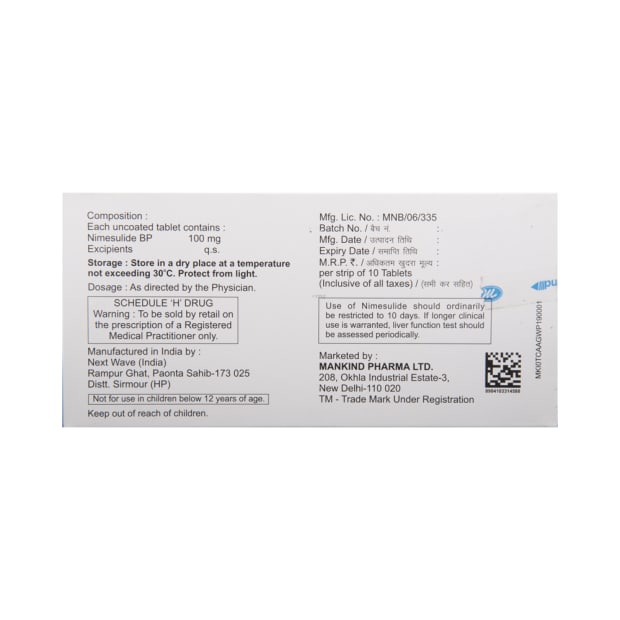 Composition :
Each uncoated tablet contains :
Nimesulide BP 100 mg
Excipients q.s.
Storage : Store in a dry place at a temperature
not exceeding 30°C. Protect from light.
Dosage : As directed by the Physician.
SCHEDULE 'H' DRUG
Warning : To be sold by retail on
the prescription of a Registered
Medical Practitioner only.
Manufactured in India by :
Next Wave (India)
Rampur Ghat, Paonta Sahib-173 025
Distt. Sirmour (HP)
Not for use in children below 12 years of age.
Keep out of reach of children.
Mfg. Lic. No. : MNB/06/335
Batch No. / बैच नं. :
Mfg. Date / उत्पादन तिथि :
Expiry Date / समाप्ति तिथि :
M.R.P. ₹. / अधिकतम खुदरा मूल्य :
per strip of 10 Tablets
(Inclusive of all taxes) / (सभी कर सहित)
Use of Nimesulide should ordinarily
be restricted to 10 days. If longer clinical
use is warranted, liver function test should
be assessed periodically.
Marketed by :
MANKIND PHARMA LTD.
208, Okhla Industrial Estate-3,
New Delhi-110 020
TM - Trade Mark Under Registration